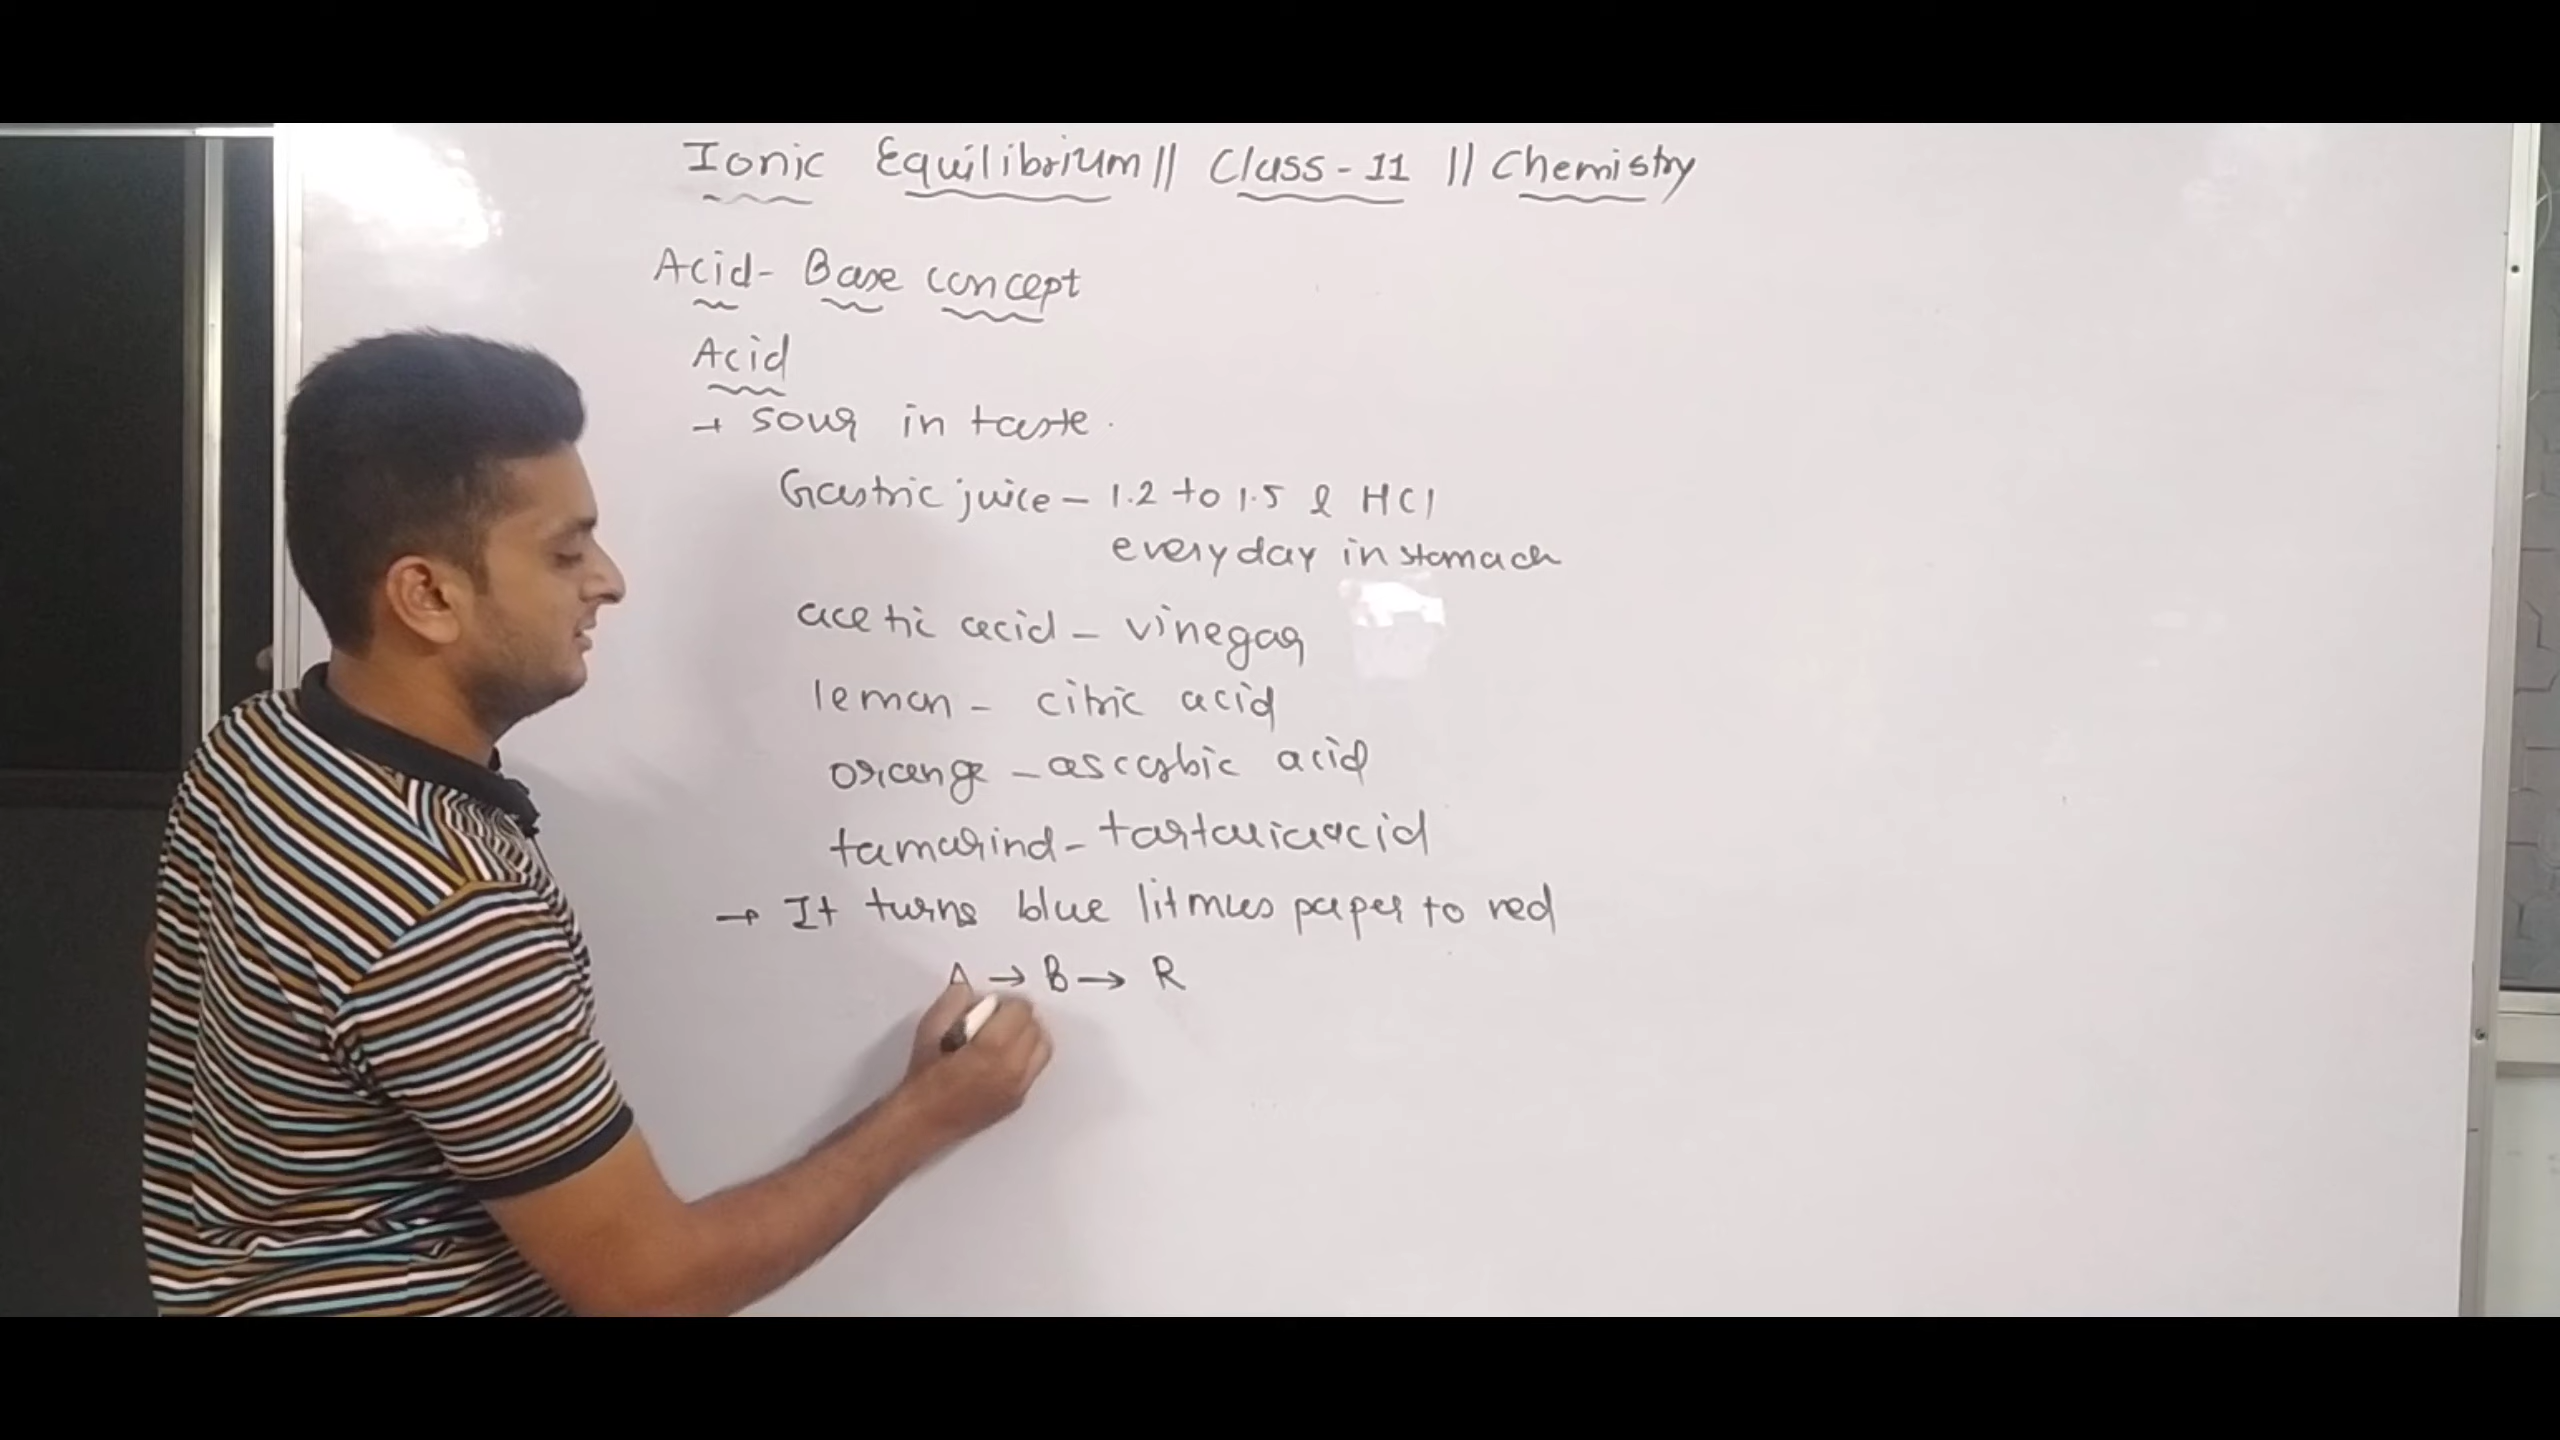 Ionic Equilibrium || Class-11 || Chemistry
Acid-Base concept
Acid
→ sour in taste.
Gastric juice - 1.2 to 1.5 l HCl
everyday in stomach
acetic acid - vinegar
lemon - citric acid
orange - ascorbic acid
tamarind - tartaric acid
→ It turns blue litmus paper to red
A → B → R